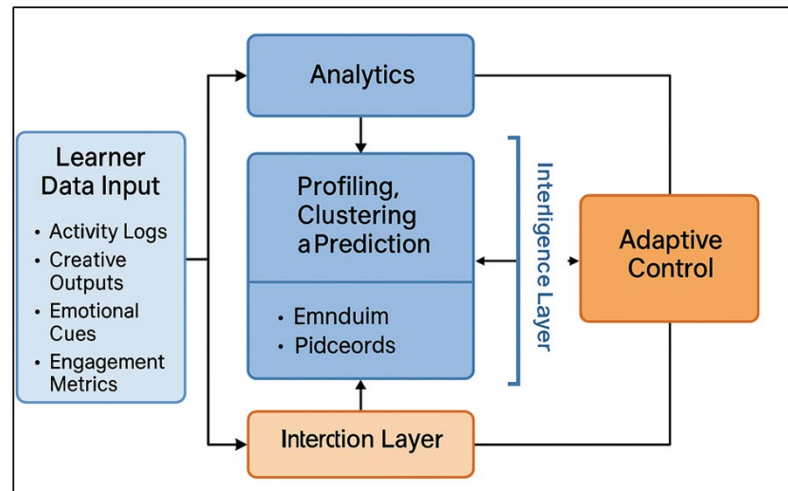 Analytics
Learner
Data Input
• Activity Logs
• Creative
Outputs
• Emotional
Cues
• Engagement
Metrics
Profiling,
Clustering
aPrediction
• Emnduim
• Pidceords
Interligence Layer
Adaptive
Control
Interction Layer